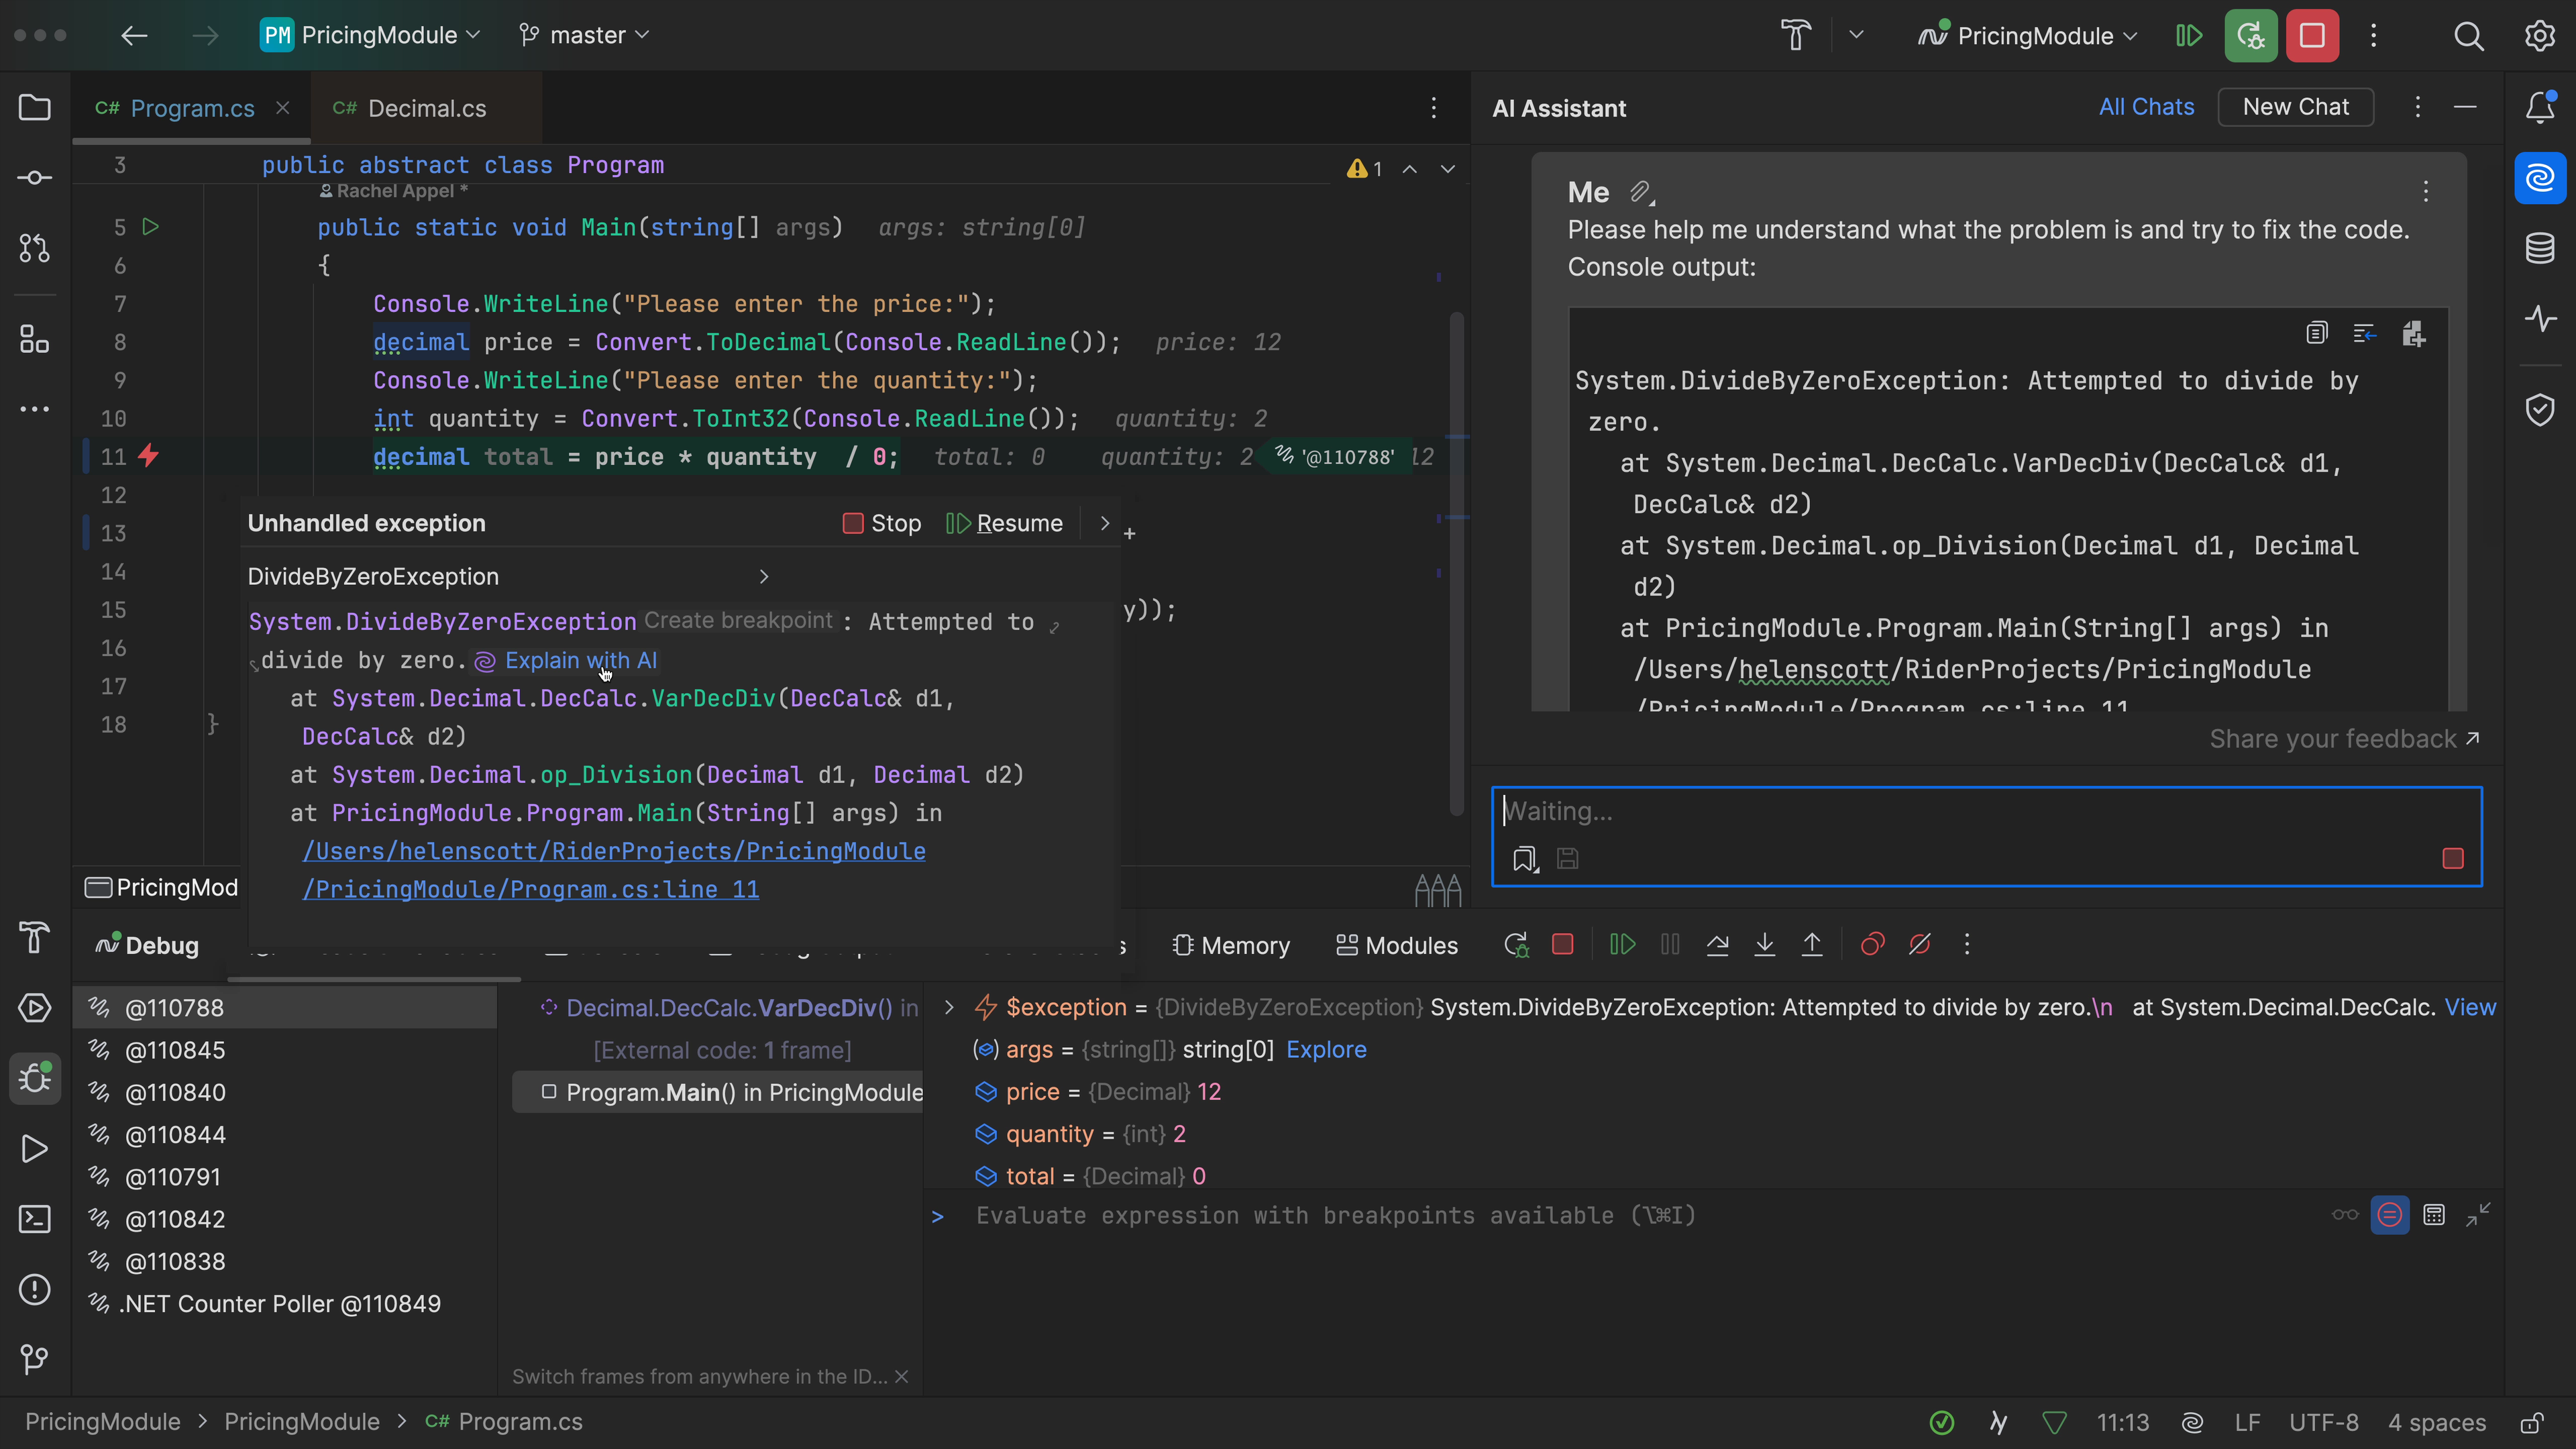 PM PricingModule
master
PricingModule
C# Program.cs
C# Decimal.cs
3 public abstract class Program
1
Rachel Appel *
5 public static void Main(string[] args) args: string[0]
6 {
7 Console.WriteLine("Please enter the price:");
8 decimal price = Convert.ToDecimal(Console.ReadLine()); price: 12
9 Console.WriteLine("Please enter the quantity:");
10 int quantity = Convert.ToInt32(Console.ReadLine()); quantity: 2
11 decimal total = price * quantity / 0; total: 0 quantity: 2 '@110788' 12
12
13 +
14
15 y));
16
17
18 }
Unhandled exception
Stop
Resume
DivideByZeroException
System.DivideByZeroException Create breakpoint : Attempted to
divide by zero. Explain with AI
at System.Decimal.DecCalc.VarDecDiv(DecCalc& d1,
DecCalc& d2)
at System.Decimal.op_Division(Decimal d1, Decimal d2)
at PricingModule.Program.Main(String[] args) in
/Users/helenscott/RiderProjects/PricingModule
/PricingModule/Program.cs:line 11
PricingMod
AI Assistant
All Chats
New Chat
Me
Please help me understand what the problem is and try to fix the code.
Console output:
System.DivideByZeroException: Attempted to divide by
zero.
at System.Decimal.DecCalc.VarDecDiv(DecCalc& d1,
DecCalc& d2)
at System.Decimal.op_Division(Decimal d1, Decimal
d2)
at PricingModule.Program.Main(String[] args) in
/Users/helenscott/RiderProjects/PricingModule
/PricingModule/Program.cs:line 11
Share your feedback
Waiting...
Debug
Memory
Modules
@110788
@110845
@110840
@110844
@110791
@110842
@110838
.NET Counter Poller @110849
Decimal.DecCalc.VarDecDiv() in
[External code: 1 frame]
Program.Main() in PricingModule
Switch frames from anywhere in the ID...
$exception = {DivideByZeroException} System.DivideByZeroException: Attempted to divide by zero.\n at System.Decimal.DecCalc. View
args = {string[]} string[0] Explore
price = {Decimal} 12
quantity = {int} 2
total = {Decimal} 0
> Evaluate expression with breakpoints available (⌥⌘I)
PricingModule > PricingModule > C# Program.cs
11:13
LF
UTF-8
4 spaces